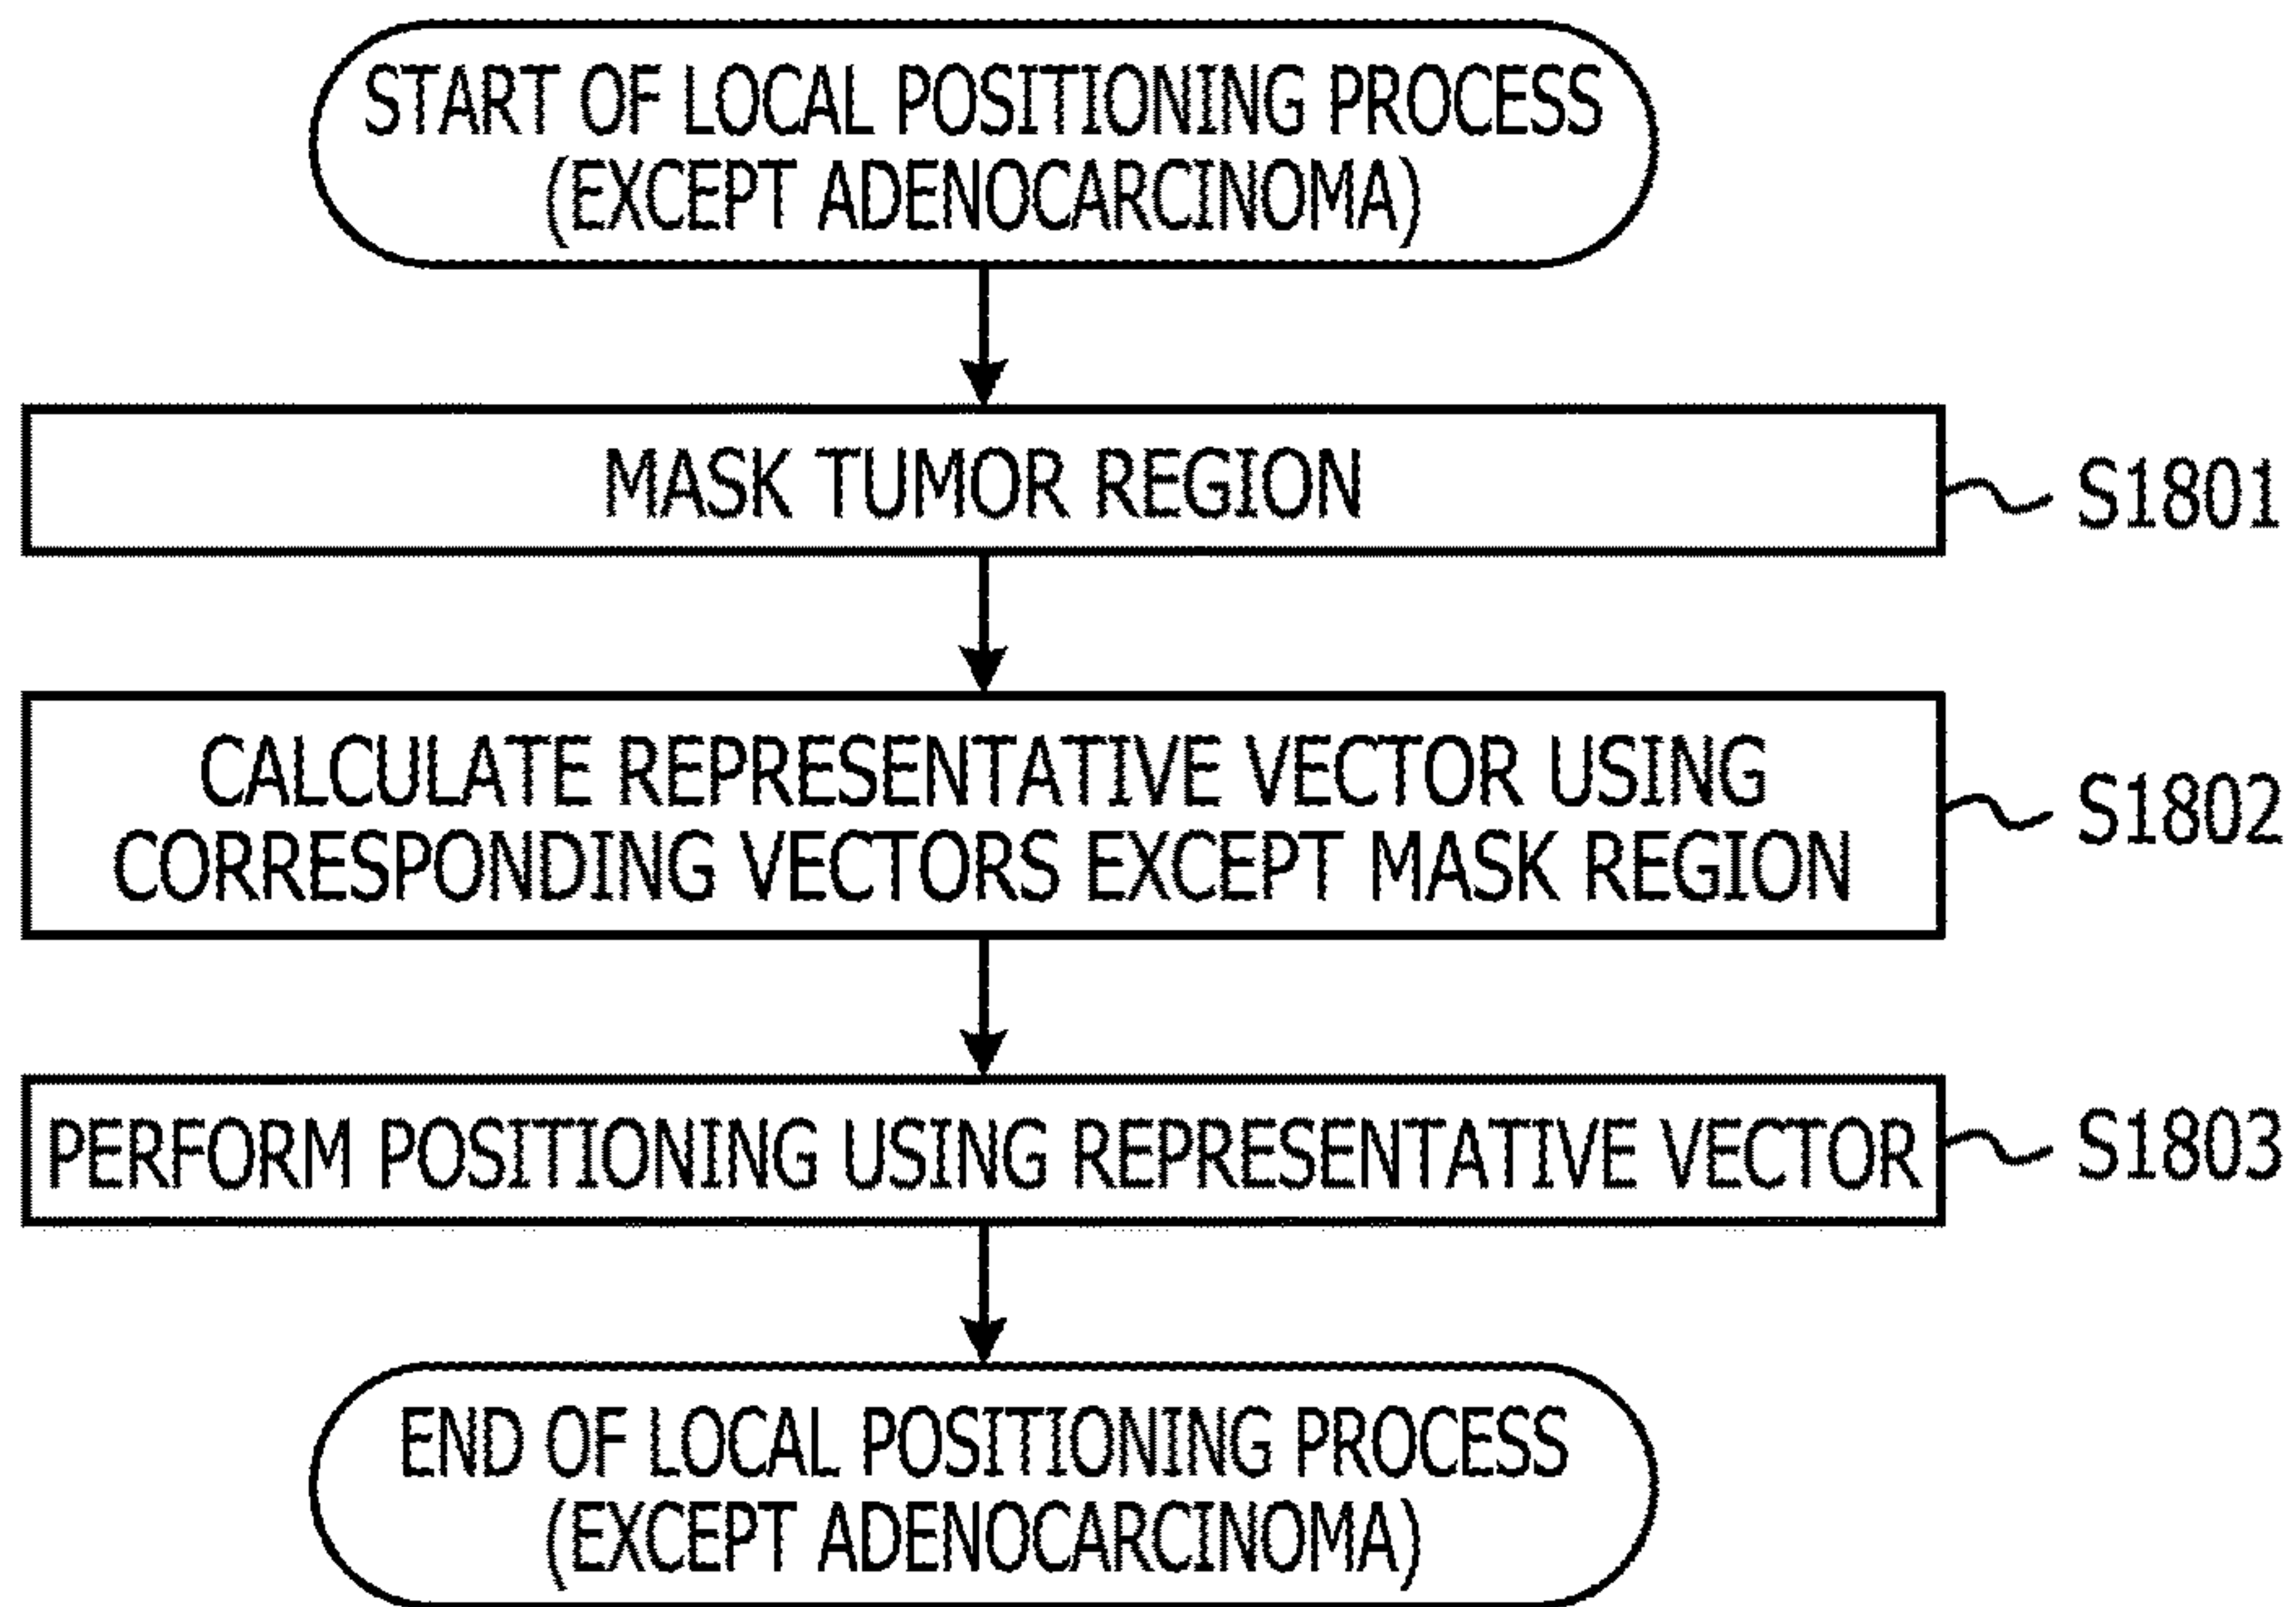 START OF LOCAL POSITIONING PROCESS
(EXCEPT ADENOCARCINOMA)
MASK TUMOR REGION
S1801
CALCULATE REPRESENTATIVE VECTOR USING
CORRESPONDING VECTORS EXCEPT MASK REGION
S1802
PERFORM POSITIONING USING REPRESENTATIVE VECTOR
S1803
END OF LOCAL POSITIONING PROCESS
(EXCEPT ADENOCARCINOMA)